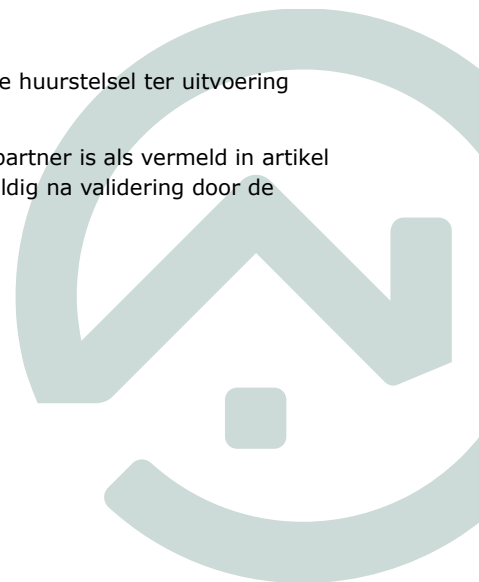 e huurstelsel ter uitvoering
partner is als vermeld in artikel
ldig na validering door de